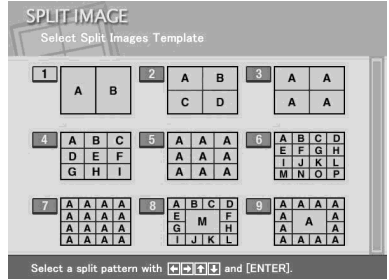 SPLIT IMAGE
Select Split Images Template
1
A B
2
A B
C D
3
A A
A A
4
A B C
D E F
G H I
5
A A A
A A A
A A A
6
A B C D
E F G H
I J K L
M N O P
7
A A A A
A A A A
A A A A
A A A A
8
A B C D
E M F
G H
I J K L
9
A A A A
A A A
A A
A A A A
Select a split pattern with ←→↑↓ and [ENTER].